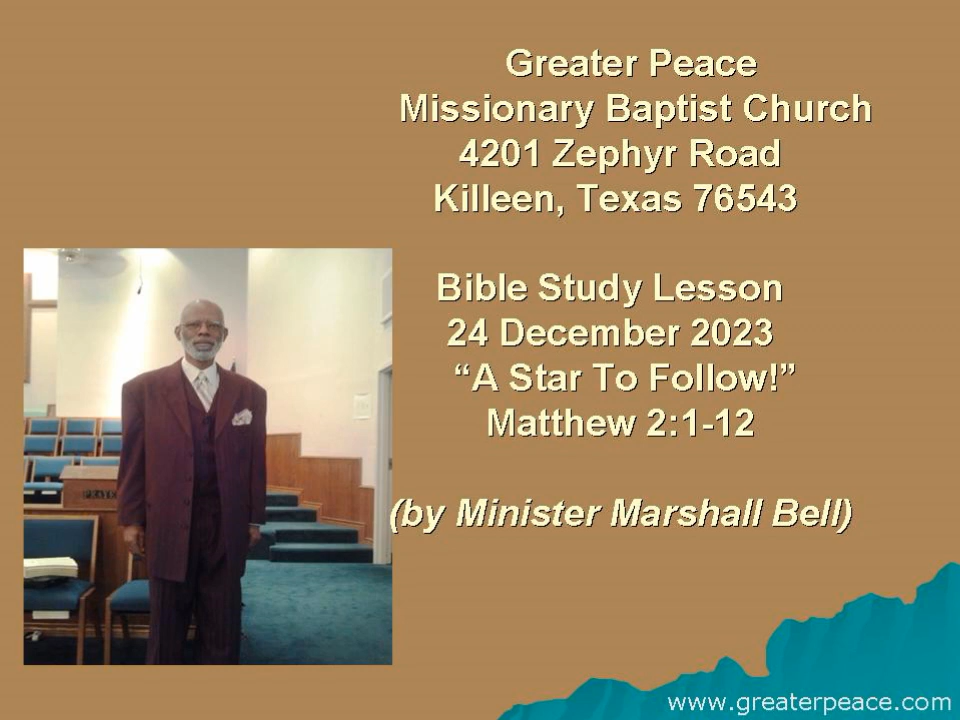 Greater Peace
Missionary Baptist Church
4201 Zephyr Road
Killeen, Texas 76543
Bible Study Lesson
24 December 2023
“A Star To Follow!”
Matthew 2:1-12
(by Minister Marshall Bell)
www.greaterpeace.com